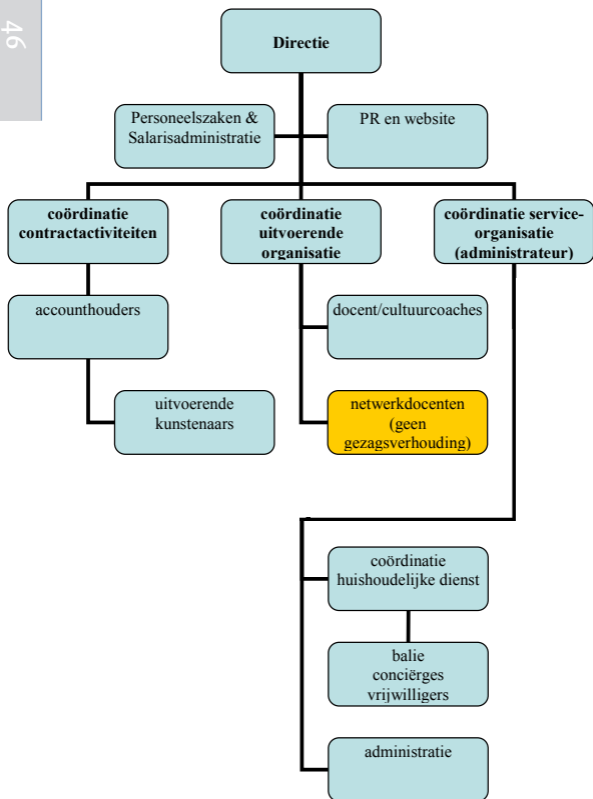 46
Directie
Personeelszaken &
Salarisadministratie
PR en website
coördinatie
contractactiviteiten
coördinatie
uitvoerende
organisatie
coördinatie service-
organisatie
(administrateur)
accounthouders
docent/cultuurcoaches
uitvoerende
kunstenaars
netwerkdocenten
(geen
gezagsverhouding)
coördinatie
huishoudelijke dienst
balie
conciërges
vrijwilligers
administratie